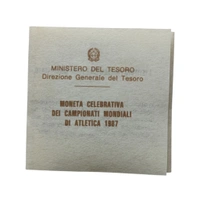 MINISTERO DEL TESORO
Direzione Generale del Tesoro
MONETA CELEBRATIVA
DEI CAMPIONATI MONDIALI
DI ATLETICA 1987